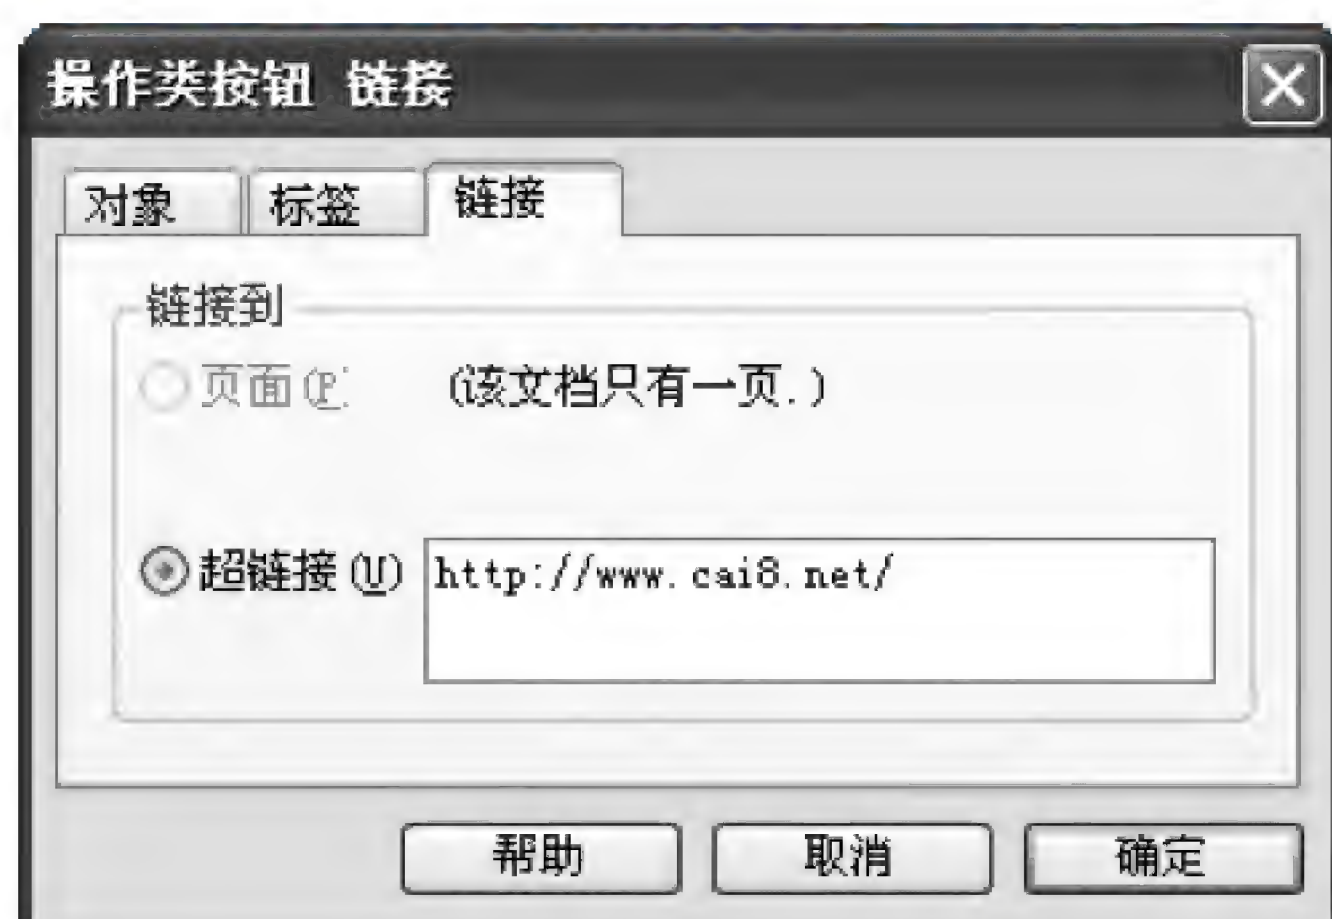 操作类按钮 链接
对象 标签 链接
链接到
页面(P) (该文档只有一页.)
超链接(U) http://www.cai8.net/
帮助 取消 确定